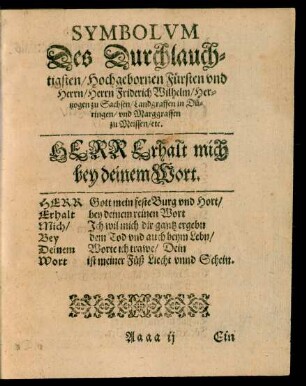 SYMBOLVM
Des Durchlauch-
tigsten/ Hochgebornen Fürsten vnd
Herrn/ Herrn Friderich Wilhelm/ Her-
tzogen zu Sachsen/ Landgraffen in Dü-
ringen/ vnd Marggraffen
zu Meissen/ etc.
HERR Erhalt mich
bey deinem Wort.
HERR Gott mein feste Burg vnd Hort/
Erhalt bey deinem reinen Wort
Mich/ Ich wil mich dir gantz ergebn
Bey dem Tod vnd auch beym Lebn/
Deinem Worte ich trawe/ Dein
Wort ist meiner Füß Liecht vnnd Schein.
Aaaa ij Ein